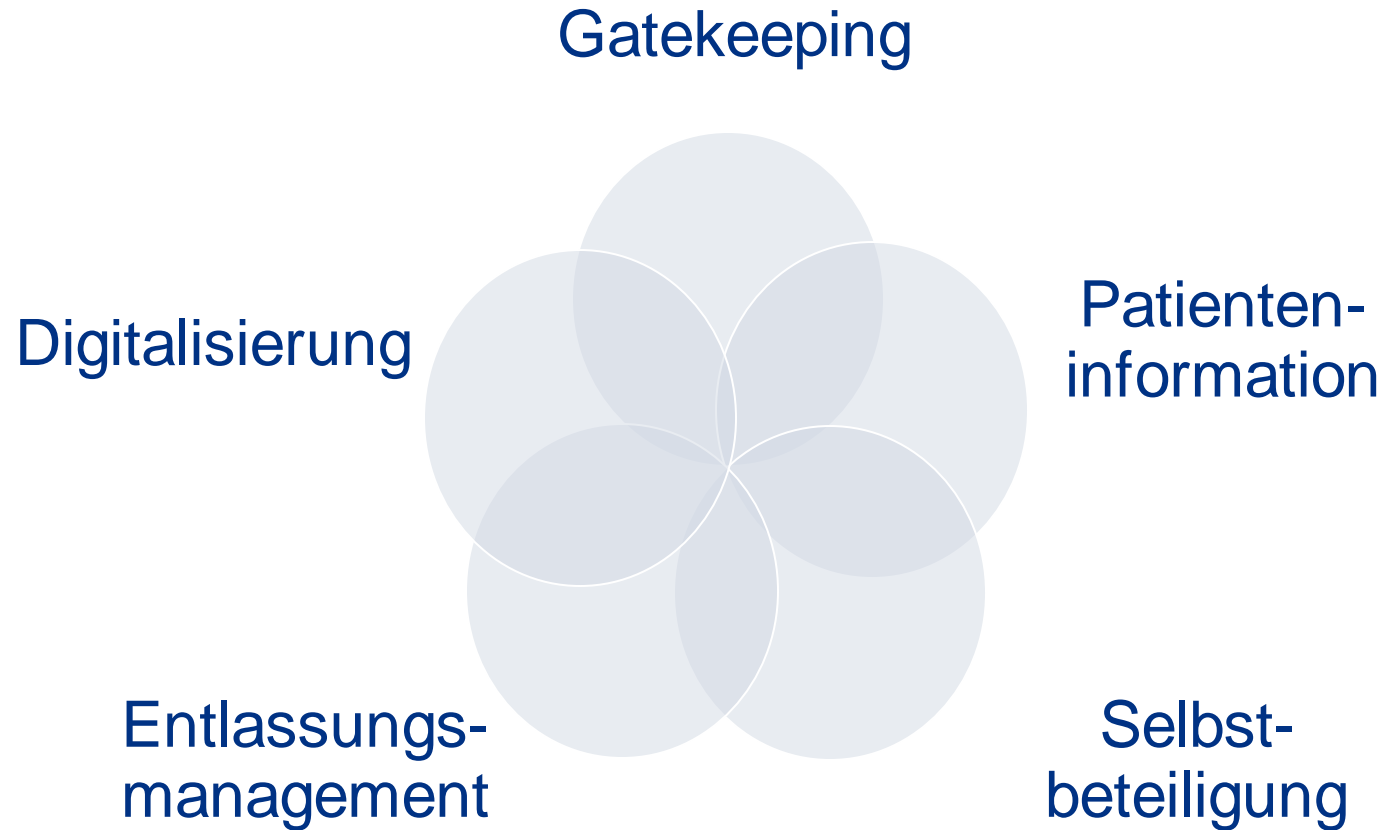 Gatekeeping
Patienten-
information
Digitalisierung
Entlassungs-
management
Selbst-
beteiligung